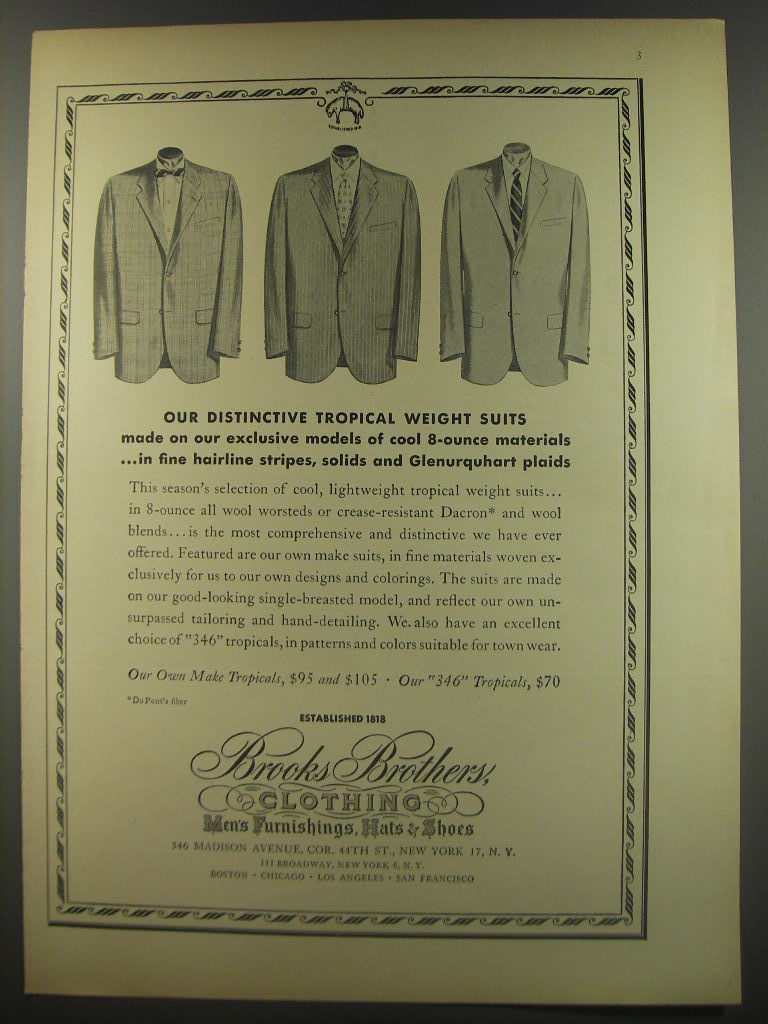 3
ESTABLISHED 1818
OUR DISTINCTIVE TROPICAL WEIGHT SUITS
made on our exclusive models of cool 8-ounce materials
...in fine hairline stripes, solids and Glenurquhart plaids
This season's selection of cool, lightweight tropical weight suits...
in 8-ounce all wool worsteds or crease-resistant Dacron* and wool
blends...is the most comprehensive and distinctive we have ever
offered. Featured are our own make suits, in fine materials woven ex-
clusively for us to our own designs and colorings. The suits are made
on our good-looking single-breasted model, and reflect our own un-
surpassed tailoring and hand-detailing. We also have an excellent
choice of "346" tropicals, in patterns and colors suitable for town wear.
Our Own Make Tropicals, $95 and $105 · Our "346" Tropicals, $70
*Du Pont's fiber
ESTABLISHED 1818
Brooks Brothers,
CLOTHING
Men's Furnishings, Hats & Shoes
346 MADISON AVENUE, COR. 44TH ST., NEW YORK 17, N. Y.
111 BROADWAY, NEW YORK 6, N. Y.
BOSTON · CHICAGO · LOS ANGELES · SAN FRANCISCO